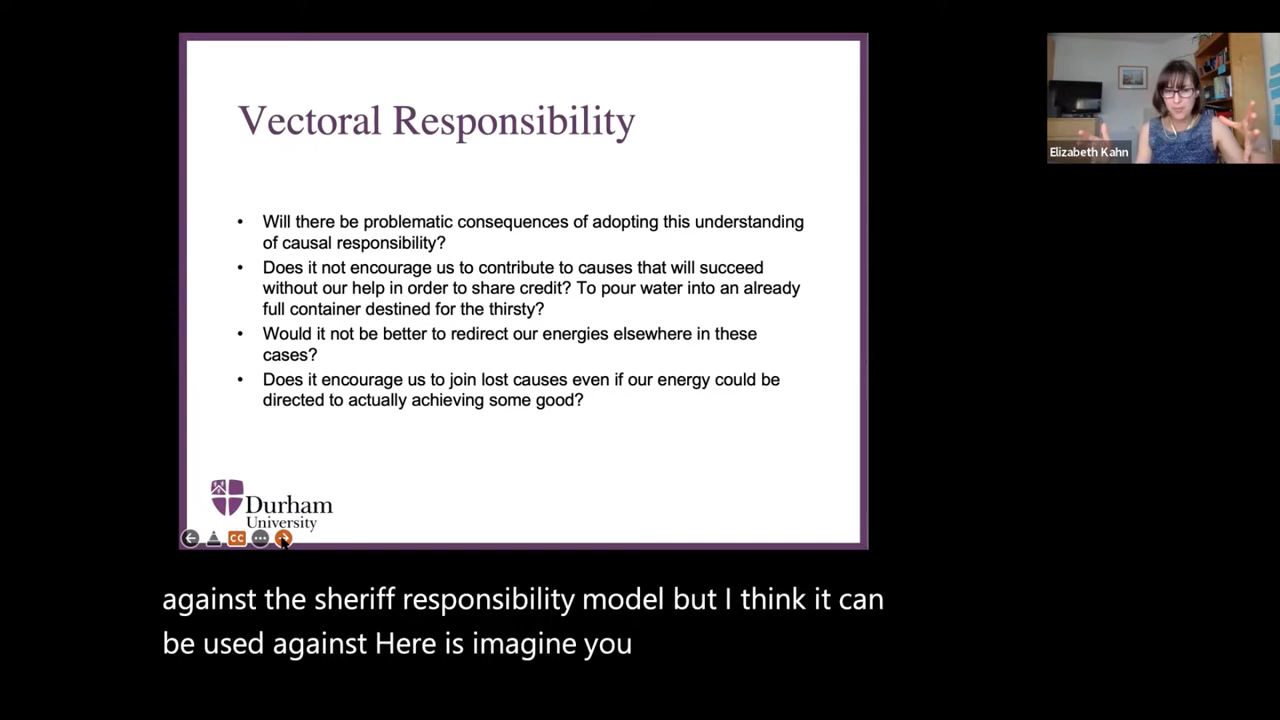 Vectoral Responsibility
Elizabeth Kahn
• Will there be problematic consequences of adopting this understanding
of causal responsibility?
• Does it not encourage us to contribute to causes that will succeed
without our help in order to share credit? To pour water into an already
full container destined for the thirsty?
• Would it not be better to redirect our energies elsewhere in these
cases?
• Does it encourage us to join lost causes even if our energy could be
directed to actually achieving some good?
Durham
University
CC
against the sheriff responsibility model but I think it can
be used against Here is imagine you